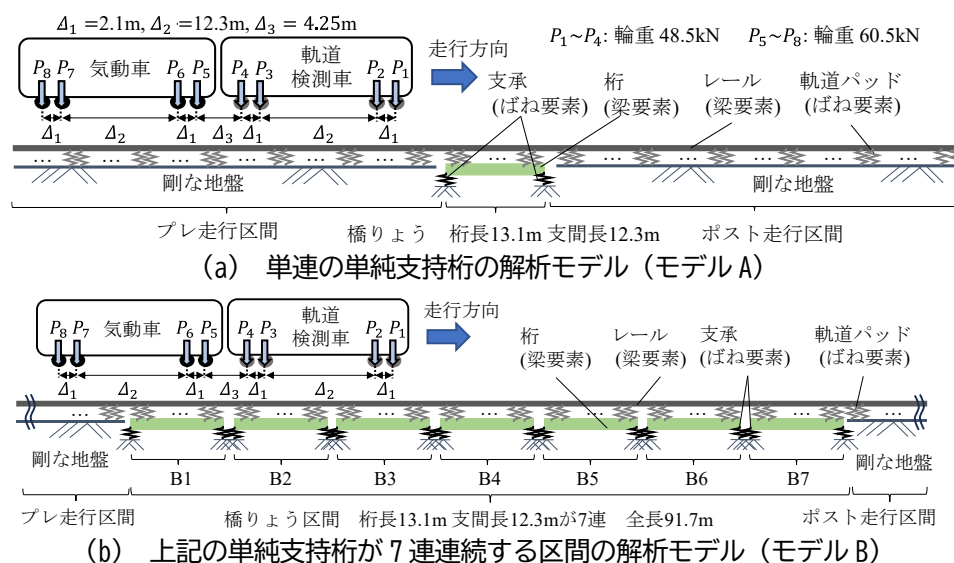 Δ₁ =2.1m, Δ₂ =12.3m, Δ₃ = 4.25m
P₁~P₄: 輪重 48.5kN P₅~P₈: 輪重 60.5kN
気動車
軌道
検測車
P₈ P₇ P₆ P₅ P₄ P₃ P₂ P₁
走行方向
支承
(ばね要素)
桁
(梁要素)
レール
(梁要素)
軌道パッド
(ばね要素)
Δ₁ Δ₂ Δ₁ Δ₃ Δ₁ Δ₂ Δ₁
… … … … …
剛な地盤 剛な地盤
プレ走行区間 橋りょう 桁長13.1m 支間長12.3m ポスト走行区間
(a) 単連の単純支持桁の解析モデル（モデル A）
気動車
軌道
検測車
P₈ P₇ P₆ P₅ P₄ P₃ P₂ P₁
走行方向
桁
(梁要素)
レール
(梁要素)
支承
(ばね要素)
軌道パッド
(ばね要素)
Δ₁ Δ₂ Δ₁ Δ₃ Δ₁ Δ₂ Δ₁
… … … … … … … … …
剛な地盤 B1 B2 B3 B4 B5 B6 B7 剛な地盤
プレ走行区間 橋りょう区間 桁長13.1m 支間長12.3mが7連 全長91.7m ポスト走行区間
(b) 上記の単純支持桁が 7 連連続する区間の解析モデル（モデル B）